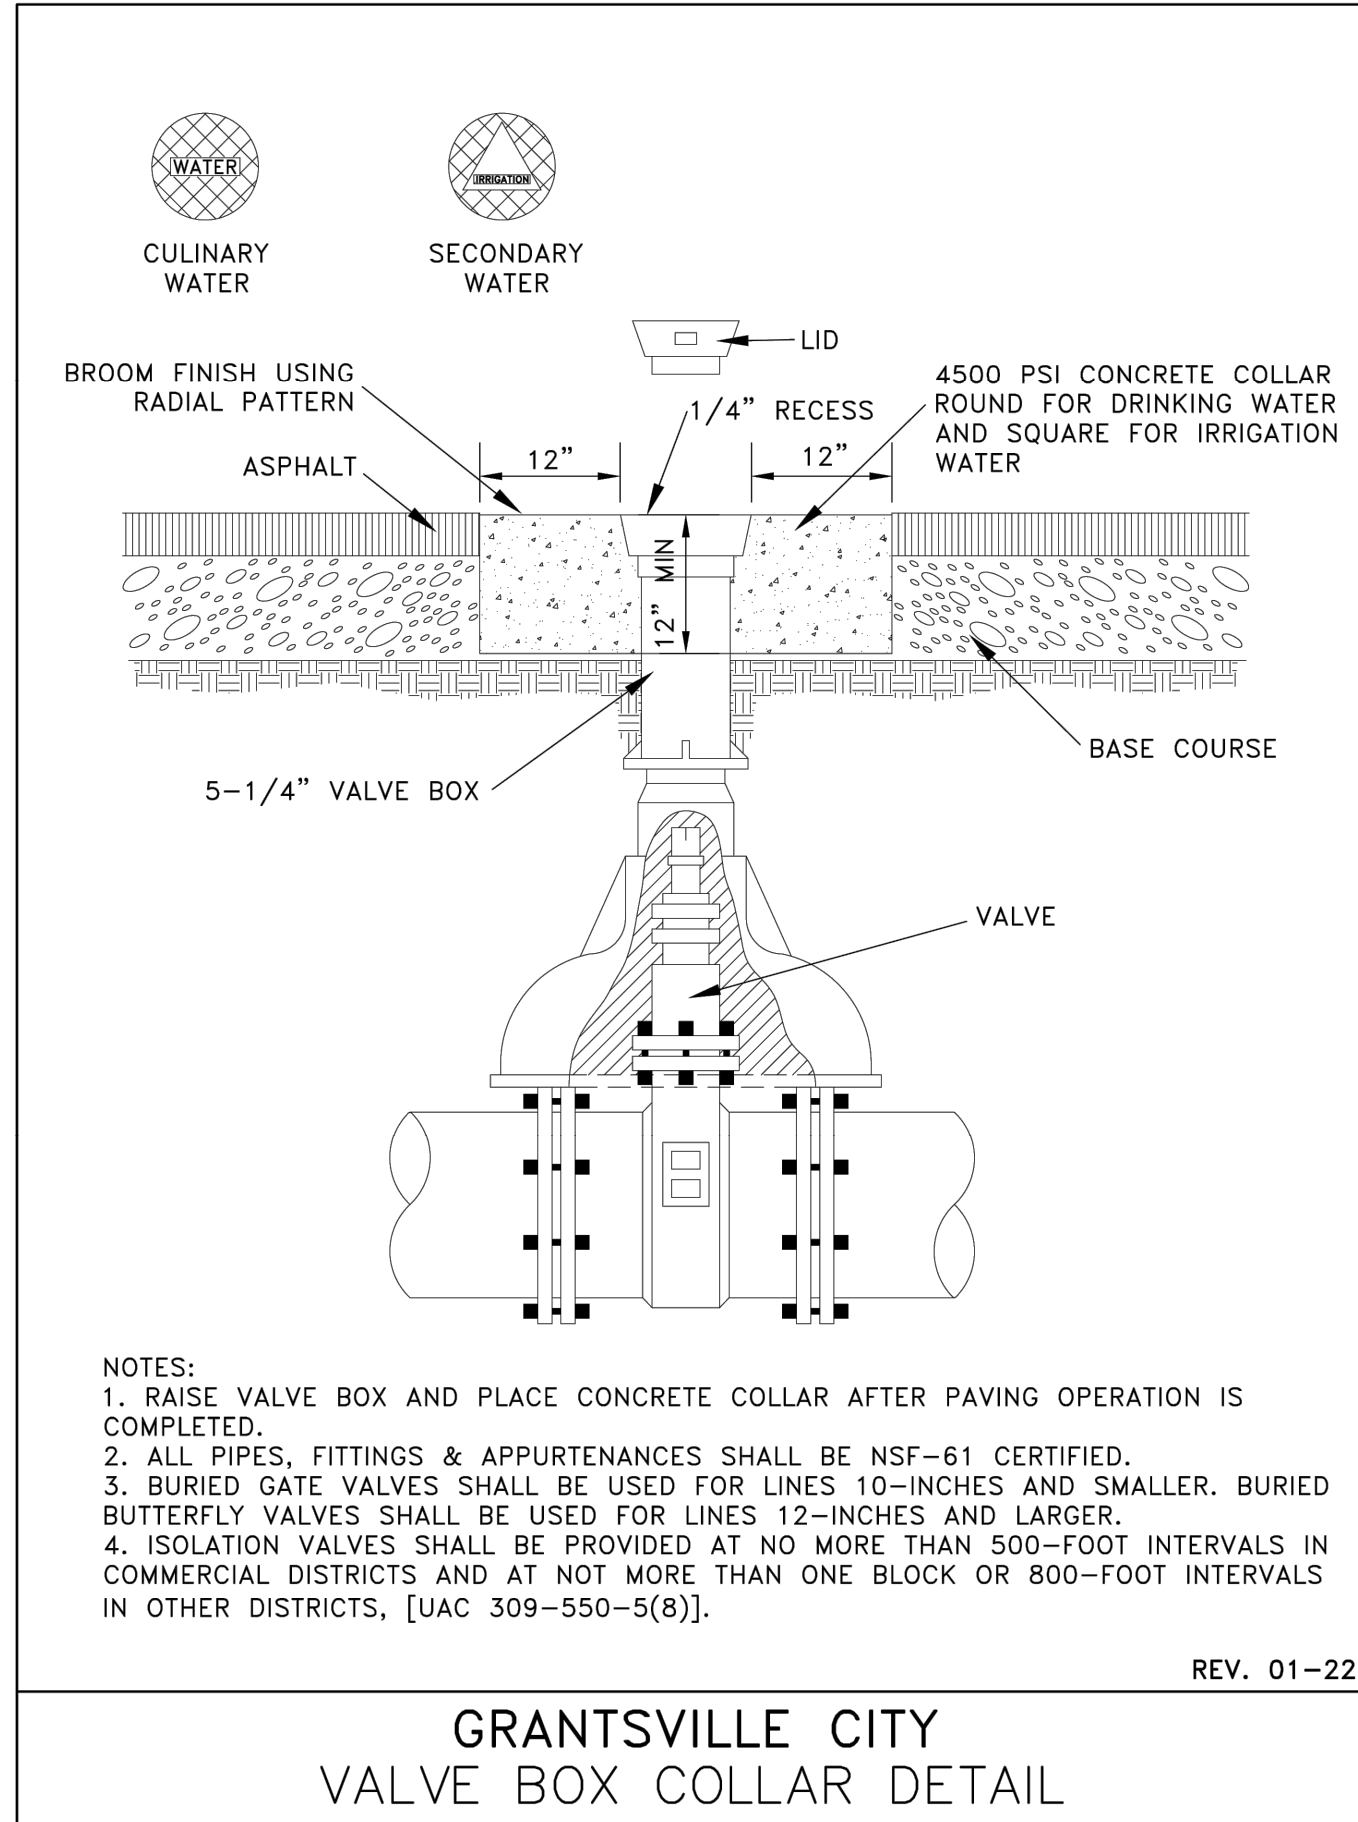 WATER
IRRIGATION
CULINARY
WATER
SECONDARY
WATER
LID
BROOM FINISH USING
RADIAL PATTERN
1/4” RECESS
4500 PSI CONCRETE COLLAR
ROUND FOR DRINKING WATER
AND SQUARE FOR IRRIGATION
WATER
12”
12”
ASPHALT
12” MIN
BASE COURSE
5-1/4” VALVE BOX
VALVE
NOTES:
1. RAISE VALVE BOX AND PLACE CONCRETE COLLAR AFTER PAVING OPERATION IS
COMPLETED.
2. ALL PIPES, FITTINGS & APPURTENANCES SHALL BE NSF-61 CERTIFIED.
3. BURIED GATE VALVES SHALL BE USED FOR LINES 10-INCHES AND SMALLER. BURIED
BUTTERFLY VALVES SHALL BE USED FOR LINES 12-INCHES AND LARGER.
4. ISOLATION VALVES SHALL BE PROVIDED AT NO MORE THAN 500-FOOT INTERVALS IN
COMMERCIAL DISTRICTS AND AT NOT MORE THAN ONE BLOCK OR 800-FOOT INTERVALS
IN OTHER DISTRICTS, [UAC 309-550-5(8)].
REV. 01-22
GRANTSVILLE CITY
VALVE BOX COLLAR DETAIL